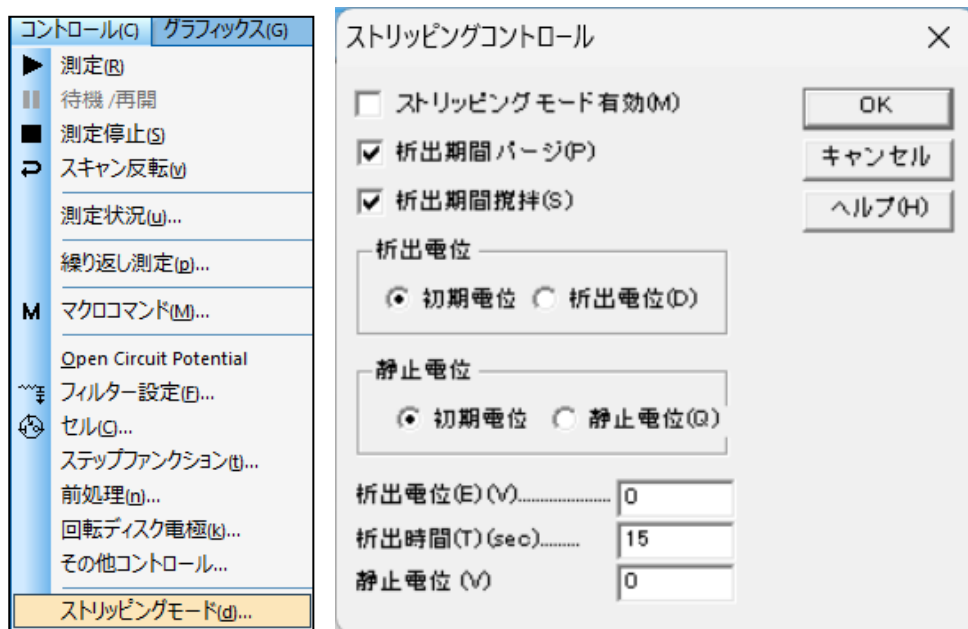 コントロール(C) グラフィックス(G)
測定(R)
待機 /再開
測定停止(S)
スキャン反転(v)
測定状況(u)...
繰り返し測定(p)...
M マクロコマンド(M)...
Open Circuit Potential
フィルター設定(F)...
セル(C)...
ステップファンクション(t)...
前処理(n)...
回転ディスク電極(k)...
その他コントロール...
ストリッピングモード(d)...
ストリッピングコントロール
ストリッピングモード有効(M)
析出期間パージ(P)
析出期間撹拌(S)
OK
キャンセル
ヘルプ(H)
析出電位
初期電位 析出電位(D)
静止電位
初期電位 静止電位(Q)
析出電位(E)(V)..................... 0
析出時間(T)(sec)......... 15
静止電位 (V) 0